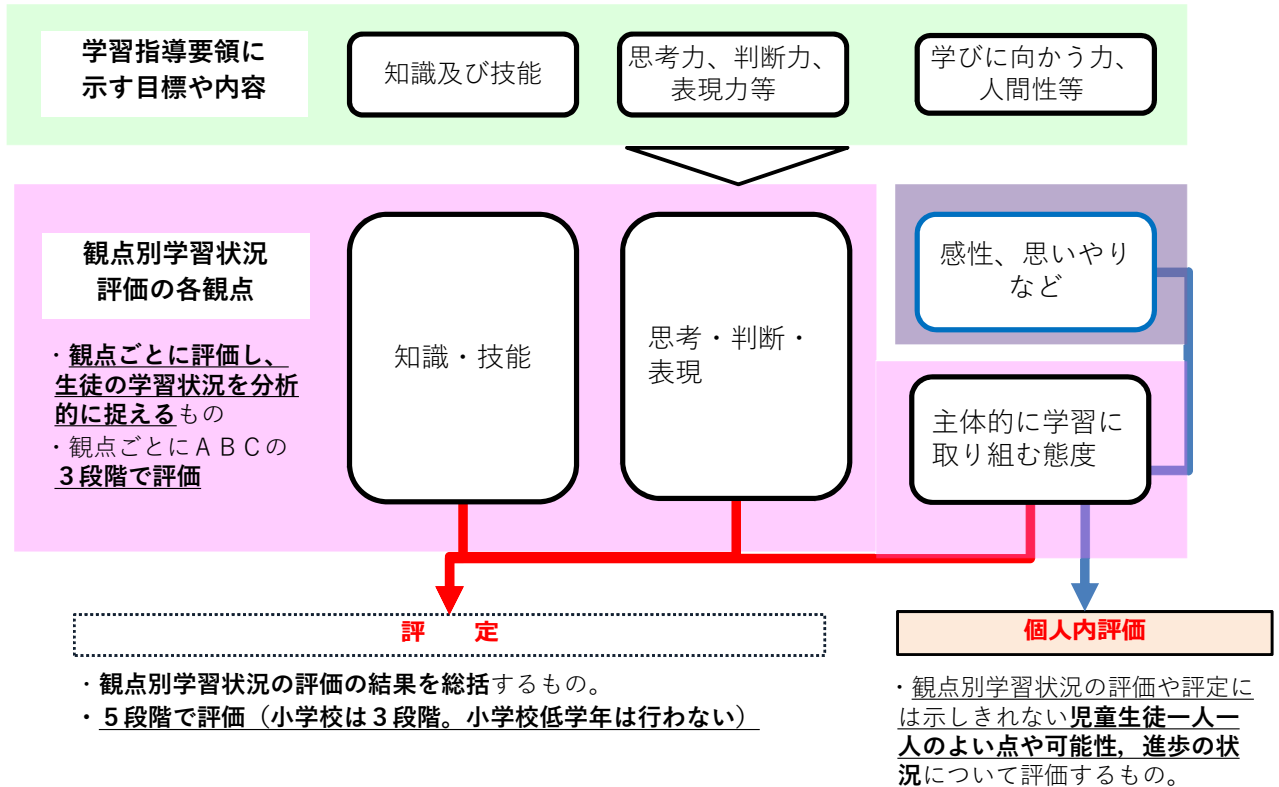 学習指導要領に
示す目標や内容
知識及び技能
思考力、判断力、
表現力等
学びに向かう力、
人間性等
観点別学習状況
評価の各観点
・観点ごとに評価し、
生徒の学習状況を分析
的に捉えるもの
・観点ごとにＡＢＣの
３段階で評価
知識・技能
思考・判断・
表現
感性、思いやり
など
主体的に学習に
取り組む態度
評　定
・観点別学習状況の評価の結果を総括するもの。
・５段階で評価（小学校は３段階。小学校低学年は行わない）
個人内評価
・観点別学習状況の評価や評定に
は示しきれない児童生徒一人一
人のよい点や可能性，進歩の状
況について評価するもの。